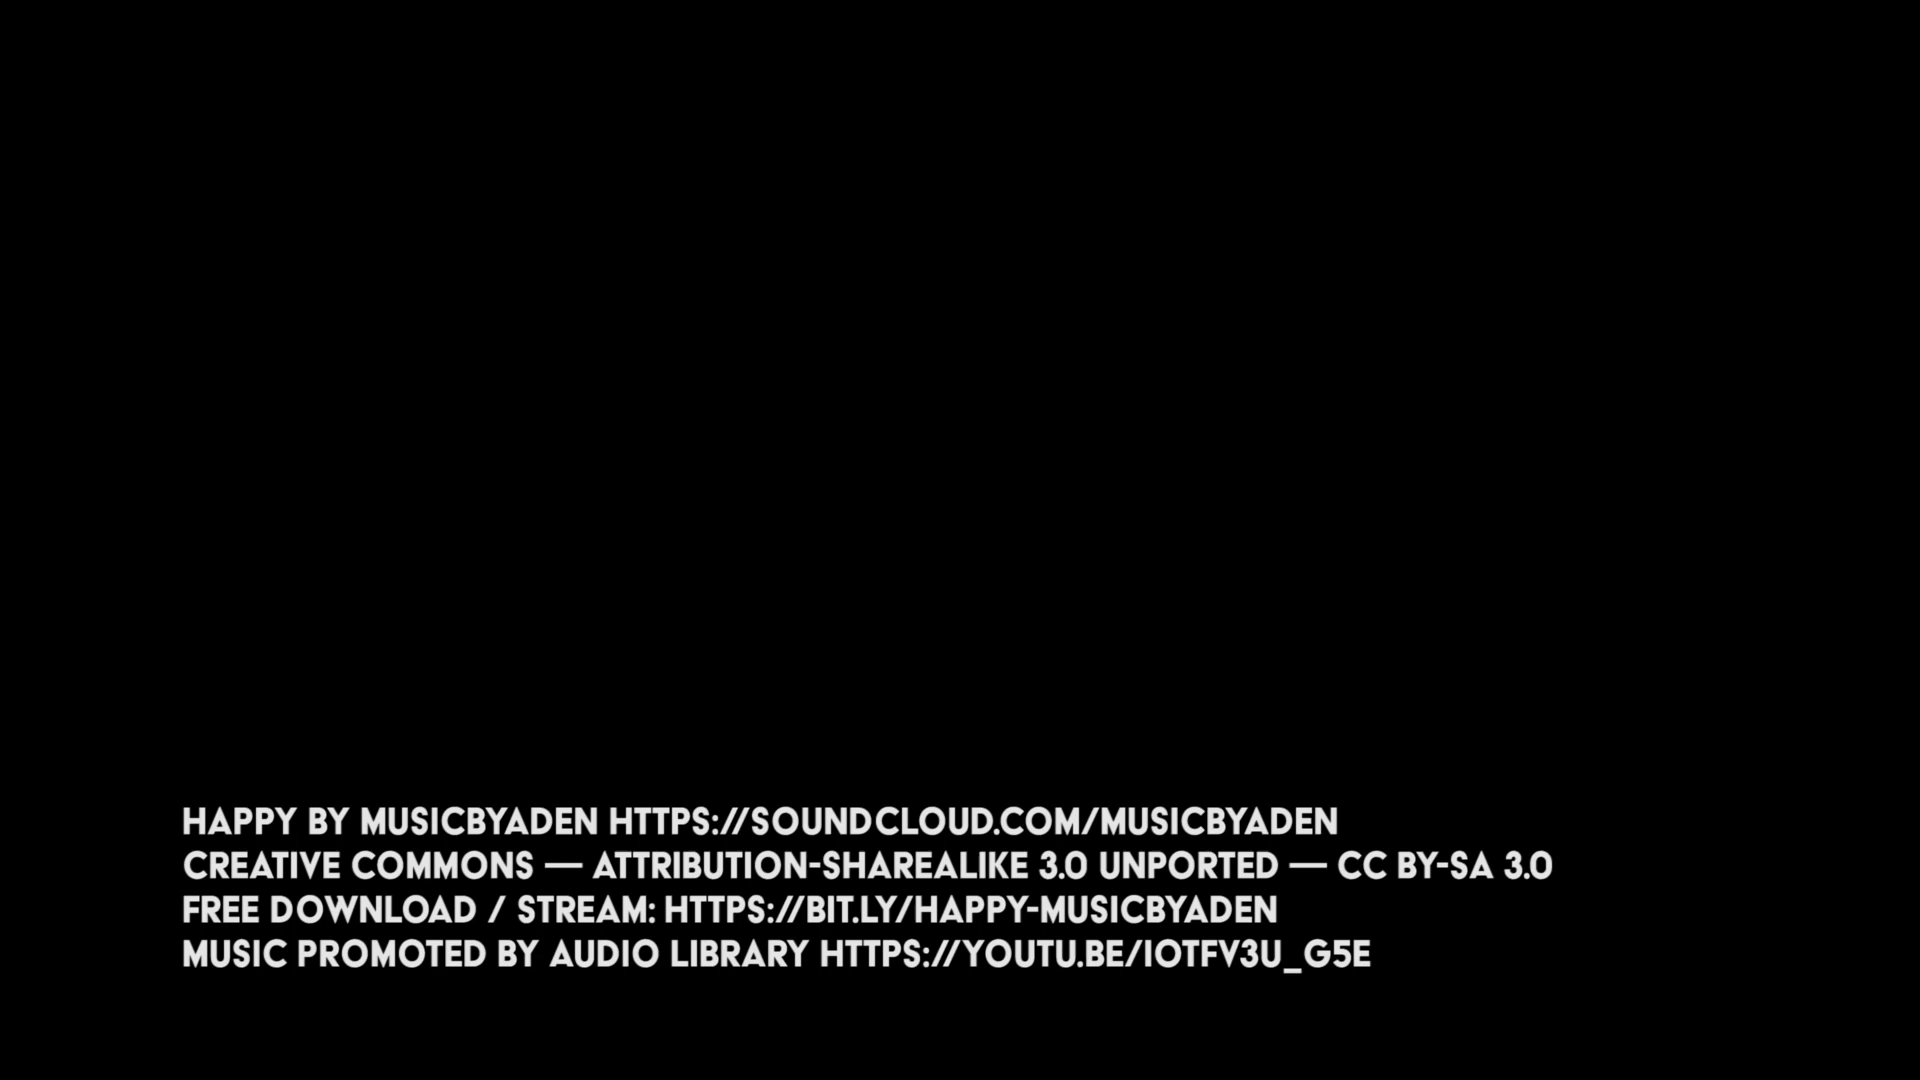 HAPPY BY MUSICBYADEN HTTPS://SOUNDCLOUD.COM/MUSICBYADEN
CREATIVE COMMONS — ATTRIBUTION-SHAREALIKE 3.0 UNPORTED — CC BY-SA 3.0
FREE DOWNLOAD / STREAM: HTTPS://BIT.LY/HAPPY-MUSICBYADEN
MUSIC PROMOTED BY AUDIO LIBRARY HTTPS://YOUTU.BE/IOTFV3U_G5E